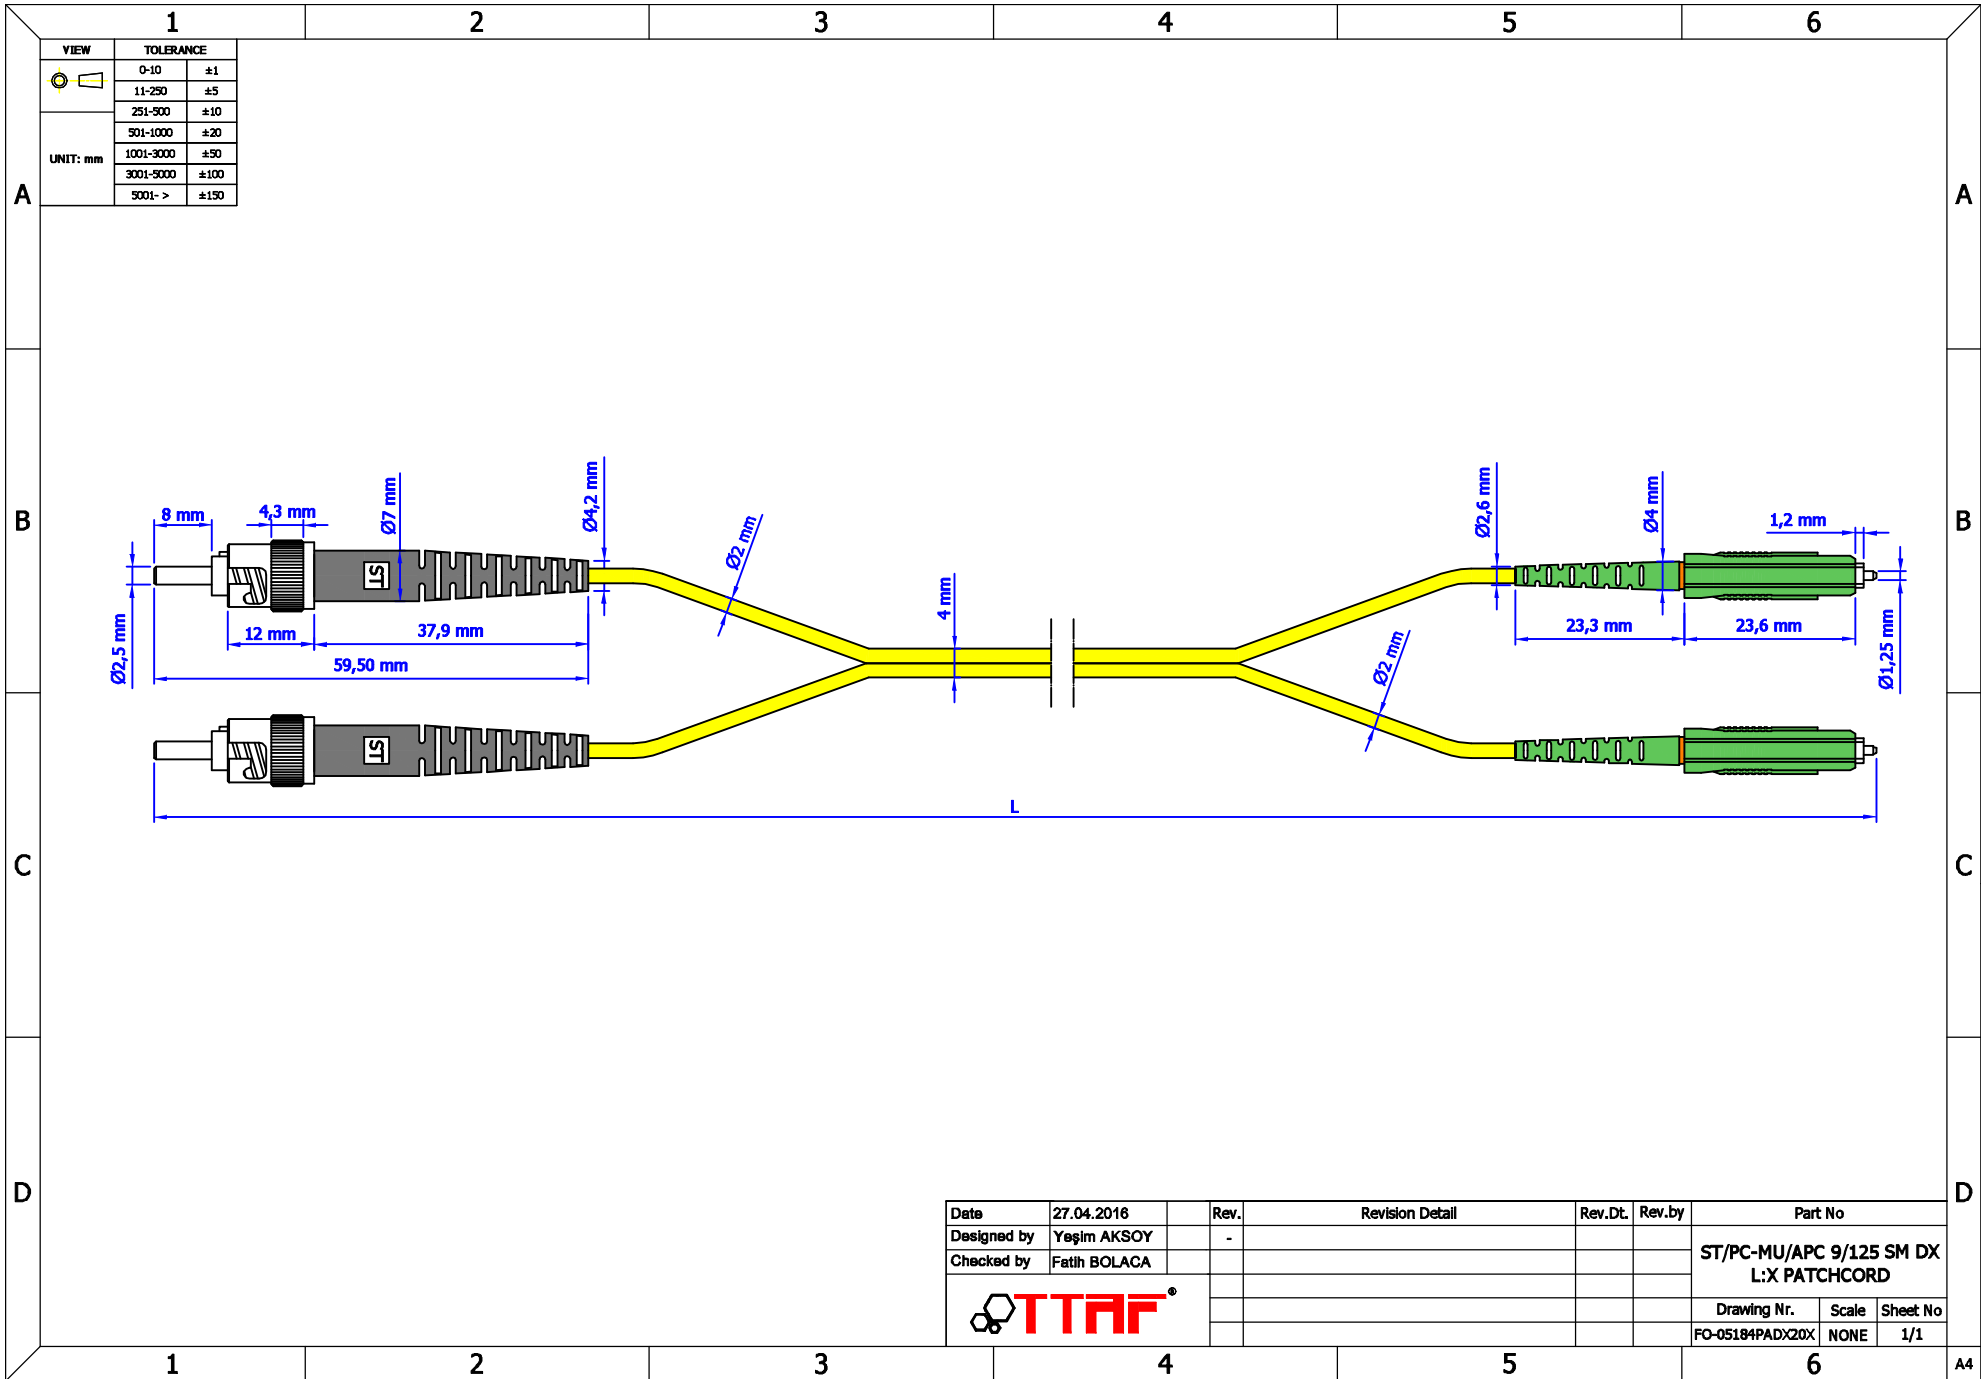 1 2 3 4 5 6
VIEW TOLERANCE
0-10 ±1
11-250 ±5
251-500 ±10
501-1000 ±20
UNIT: mm
1001-3000 ±50
3001-5000 ±100
5001- > ±150
A A
B B
8 mm
4,3 mm
Ø7 mm
Ø4,2 mm
Ø2 mm
Ø2,6 mm
Ø4 mm
1,2 mm
ST
Ø2,5 mm
12 mm
37,9 mm
59,50 mm
4 mm
Ø2 mm
23,3 mm
23,6 mm
Ø1,25 mm
ST
L
C C
D D
Date 27.04.2016 Rev. Revision Detail Rev.Dt. Rev.by Part No
Designed by Yeşim AKSOY -
Checked by Fatih BOLACA
ST/PC-MU/APC 9/125 SM DX
L:X PATCHCORD
TTAF®
Drawing Nr. Scale Sheet No
FO-05184PADX20X NONE 1/1
1 2 3 4 5 6 A4